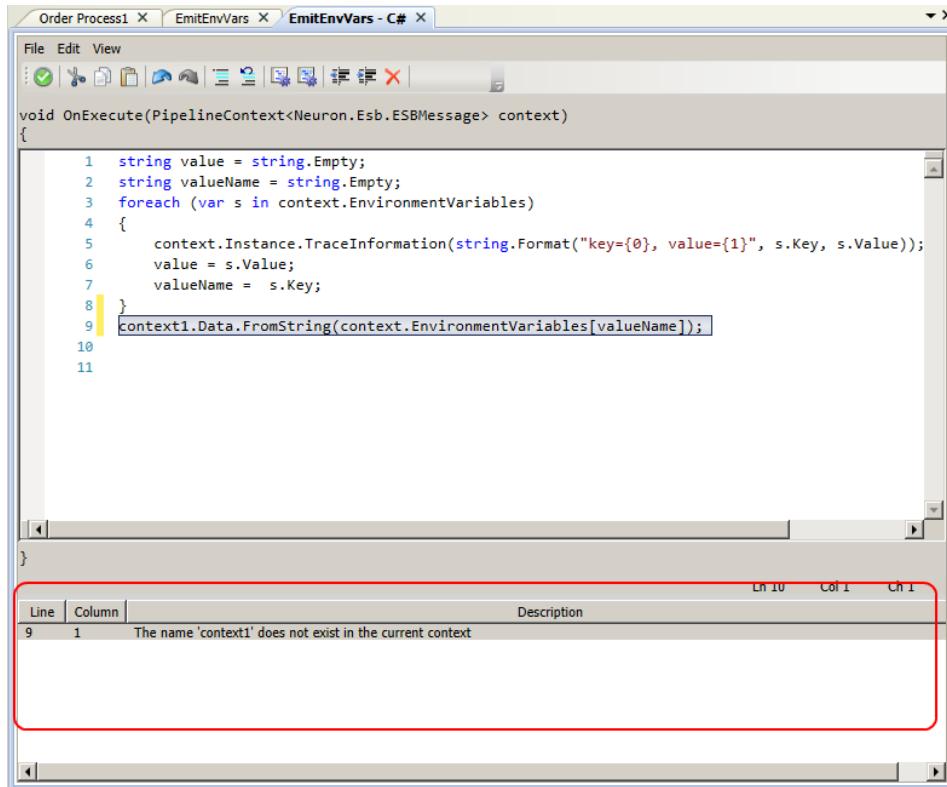 Order Process1 X EmitEnvVars X EmitEnvVars - C# X
File Edit View
void OnExecute(PipelineContext<Neuron.Esb.ESBMessage> context)
{
1 string value = string.Empty;
2 string valueName = string.Empty;
3 foreach (var s in context.EnvironmentVariables)
4 {
5 context.Instance.TraceInformation(string.Format("key={0}, value={1}", s.Key, s.Value));
6 value = s.Value;
7 valueName =  s.Key;
8 }
9 context1.Data.FromString(context.EnvironmentVariables[valueName]);
10
11
}
Ln 10 Col 1 Ch 1
Line Column Description
9 1 The name 'context1' does not exist in the current context